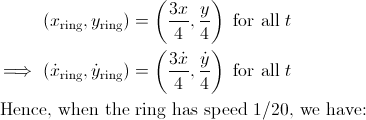 (x_ring, y_ring) = (3x/4, y/4) for all t
⟹ (ẋ_ring, ẏ_ring) = (3ẋ/4, ẏ/4) for all t
Hence, when the ring has speed 1/20, we have: